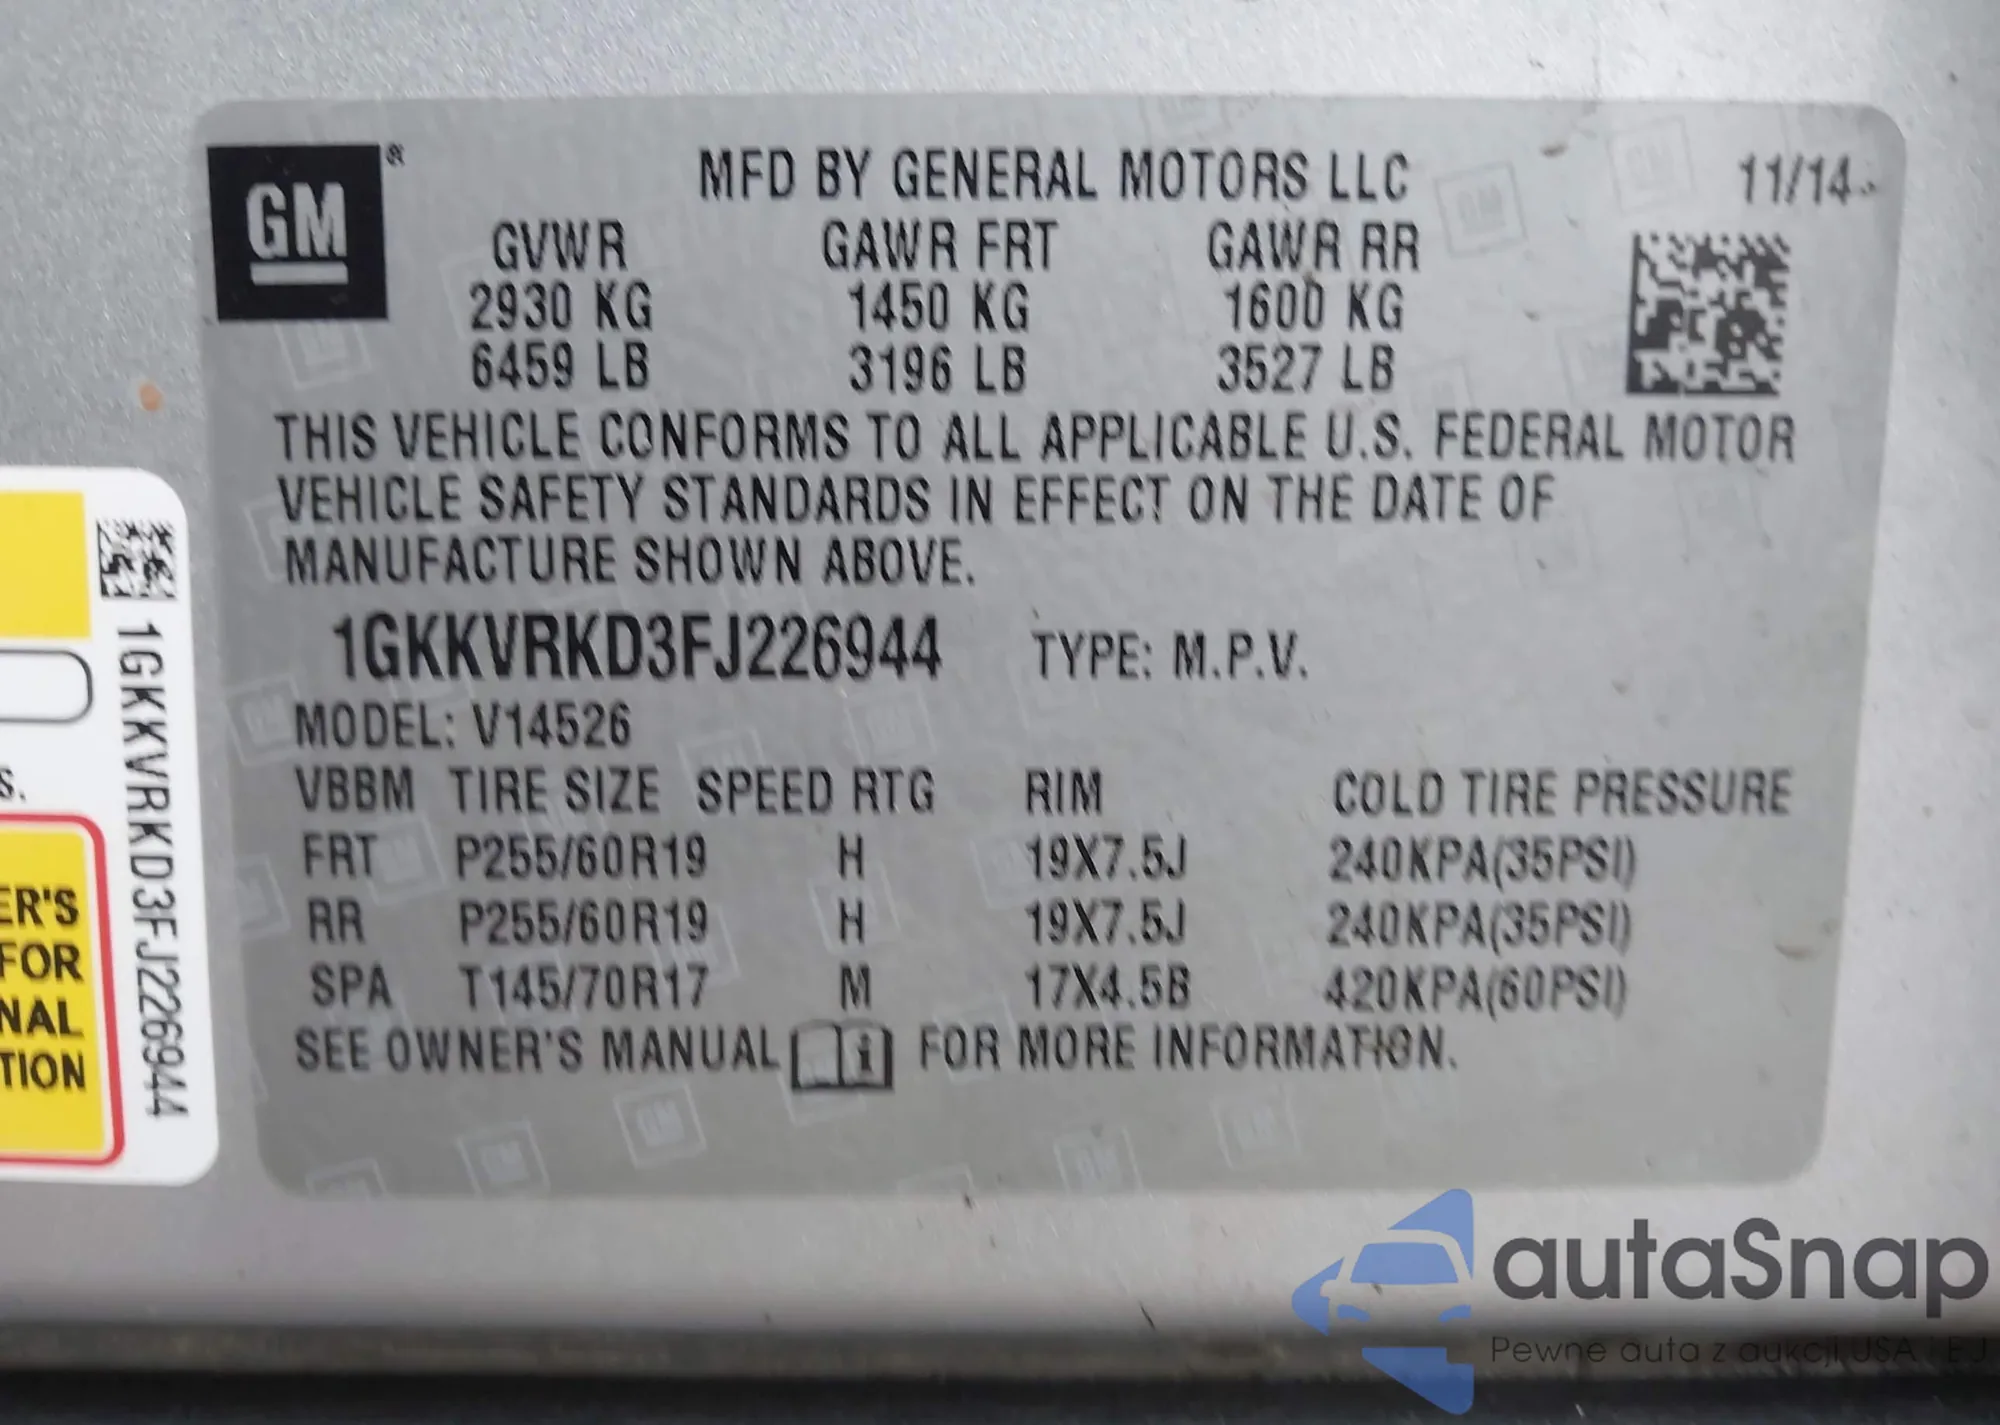 GM
®
MFD BY GENERAL MOTORS LLC
11/14
GVWR GAWR FRT GAWR RR
2930 KG 1450 KG 1600 KG
6459 LB 3196 LB 3527 LB
THIS VEHICLE CONFORMS TO ALL APPLICABLE U.S. FEDERAL MOTOR
VEHICLE SAFETY STANDARDS IN EFFECT ON THE DATE OF
MANUFACTURE SHOWN ABOVE.
1GKKVRKD3FJ226944 TYPE: M.P.V.
MODEL: V14526
VBBM TIRE SIZE SPEED RTG RIM COLD TIRE PRESSURE
FRT P255/60R19 H 19X7.5J 240KPA(35PSI)
RR P255/60R19 H 19X7.5J 240KPA(35PSI)
SPA T145/70R17 M 17X4.5B 420KPA(60PSI)
SEE OWNER'S MANUAL i FOR MORE INFORMATION.
1GKKVRKD3FJ226944
S.
ER'S
FOR
NAL
TION
autaSnap
Pewne auta z aukcji USA i EJ